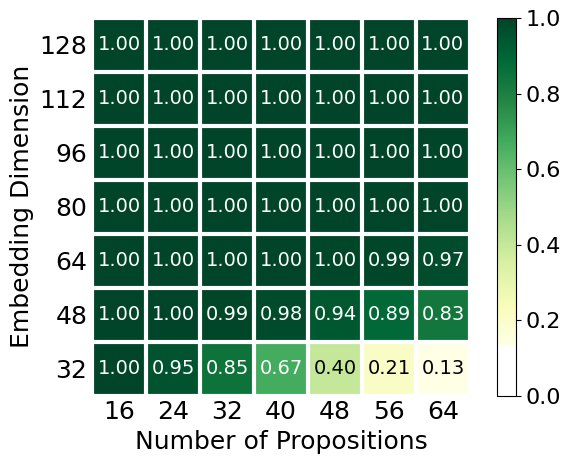 128 1.00 1.00 1.00 1.00 1.00 1.00 1.00
112 1.00 1.00 1.00 1.00 1.00 1.00 1.00
96 1.00 1.00 1.00 1.00 1.00 1.00 1.00
80 1.00 1.00 1.00 1.00 1.00 1.00 1.00
64 1.00 1.00 1.00 1.00 1.00 0.99 0.97
48 1.00 1.00 0.99 0.98 0.94 0.89 0.83
32 1.00 0.95 0.85 0.67 0.40 0.21 0.13
16 24 32 40 48 56 64
Number of Propositions
Embedding Dimension
1.0
0.8
0.6
0.4
0.2
0.0